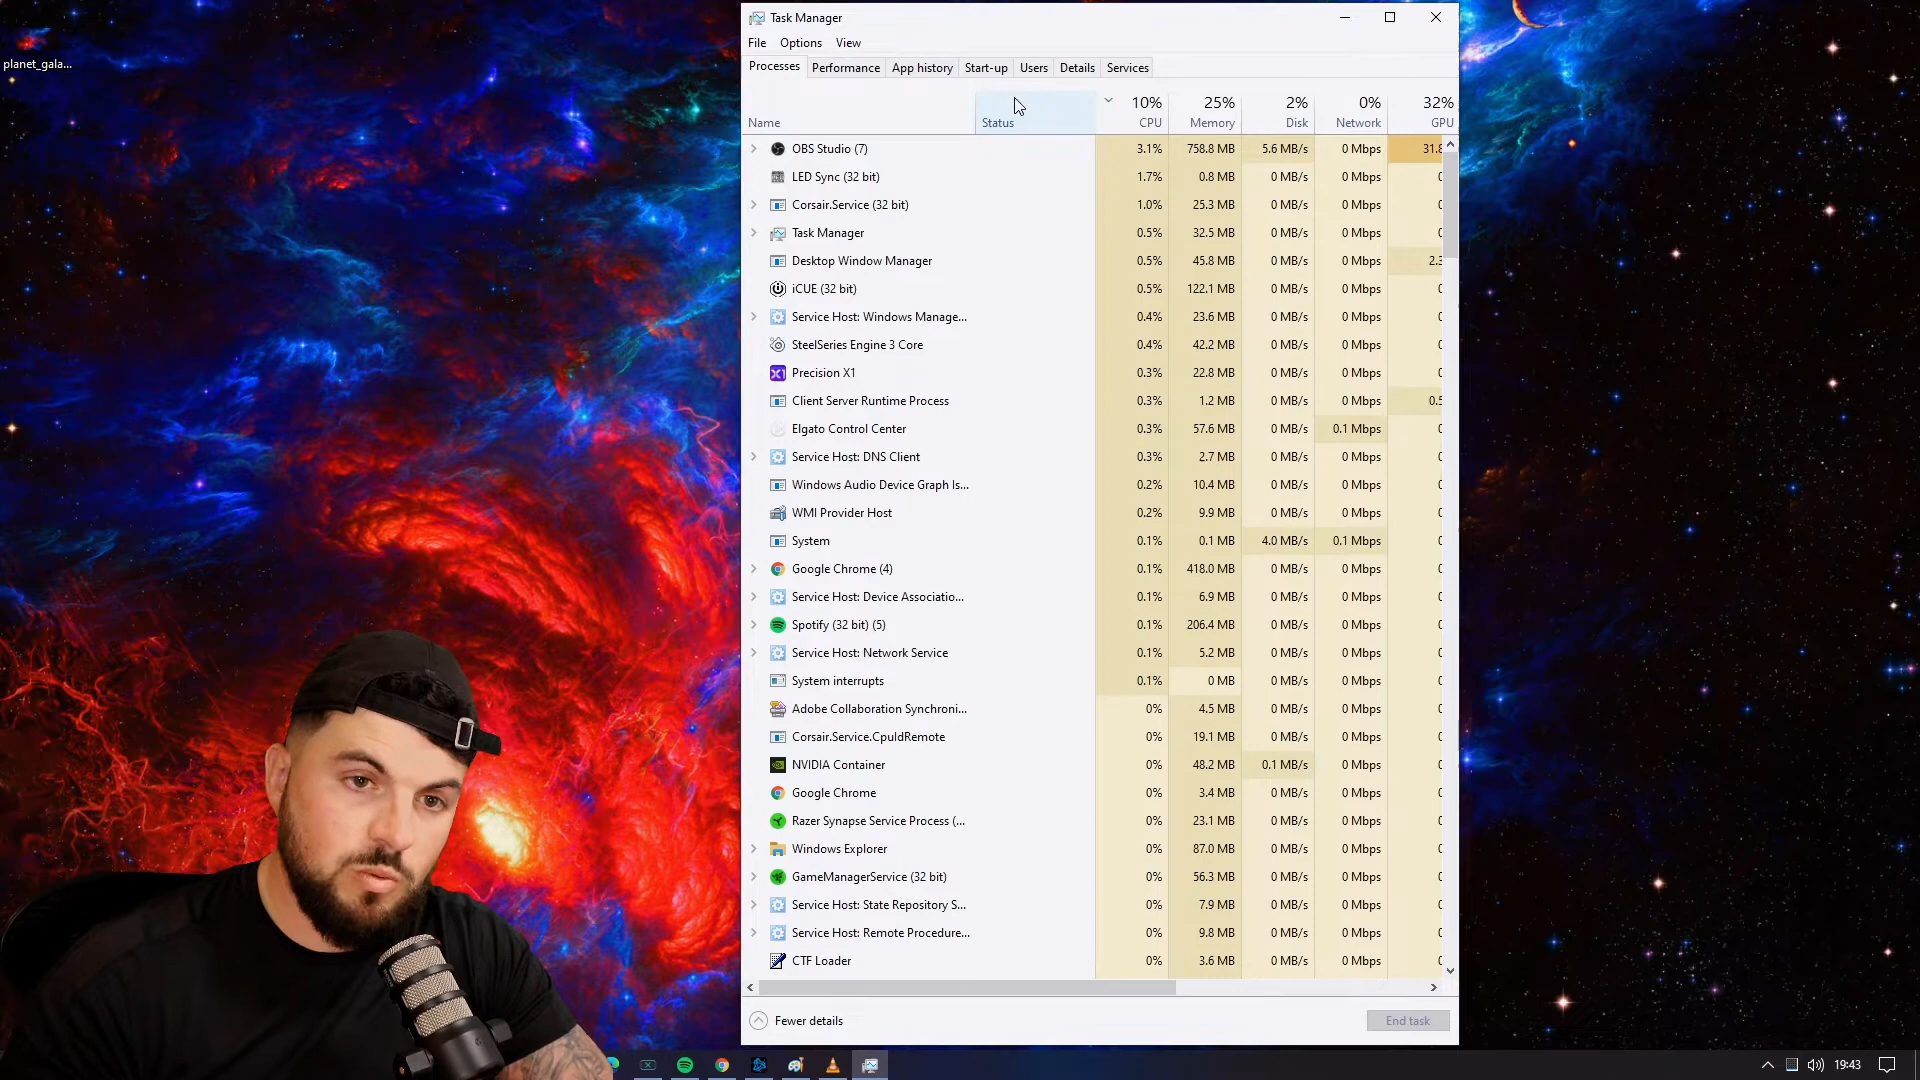 planet_gala...
Task Manager
File Options View
Processes Performance App history Start-up Users Details Services
10% 25% 2% 0% 32%
Name Status CPU Memory Disk Network GPU
OBS Studio (7) 3.1% 758.8 MB 5.6 MB/s 0 Mbps 31.8
LED Sync (32 bit) 1.7% 0.8 MB 0 MB/s 0 Mbps
Corsair.Service (32 bit) 1.0% 25.3 MB 0 MB/s 0 Mbps
Task Manager 0.5% 32.5 MB 0 MB/s 0 Mbps
Desktop Window Manager 0.5% 45.8 MB 0 MB/s 0 Mbps 2.3
iCUE (32 bit) 0.5% 122.1 MB 0 MB/s 0 Mbps
Service Host: Windows Manage... 0.4% 23.6 MB 0 MB/s 0 Mbps
SteelSeries Engine 3 Core 0.4% 42.2 MB 0 MB/s 0 Mbps
Precision X1 0.3% 22.8 MB 0 MB/s 0 Mbps
Client Server Runtime Process 0.3% 1.2 MB 0 MB/s 0 Mbps 0.5
Elgato Control Center 0.3% 57.6 MB 0 MB/s 0.1 Mbps
Service Host: DNS Client 0.3% 2.7 MB 0 MB/s 0 Mbps
Windows Audio Device Graph Is... 0.2% 10.4 MB 0 MB/s 0 Mbps
WMI Provider Host 0.2% 9.9 MB 0 MB/s 0 Mbps
System 0.1% 0.1 MB 4.0 MB/s 0.1 Mbps
Google Chrome (4) 0.1% 418.0 MB 0 MB/s 0 Mbps
Service Host: Device Associatio... 0.1% 6.9 MB 0 MB/s 0 Mbps
Spotify (32 bit) (5) 0.1% 206.4 MB 0 MB/s 0 Mbps
Service Host: Network Service 0.1% 5.2 MB 0 MB/s 0 Mbps
System interrupts 0.1% 0 MB 0 MB/s 0 Mbps
Adobe Collaboration Synchroni... 0% 4.5 MB 0 MB/s 0 Mbps
Corsair.Service.CpuIdRemote 0% 19.1 MB 0 MB/s 0 Mbps
NVIDIA Container 0% 48.2 MB 0.1 MB/s 0 Mbps
Google Chrome 0% 3.4 MB 0 MB/s 0 Mbps
Razer Synapse Service Process (... 0% 23.1 MB 0 MB/s 0 Mbps
Windows Explorer 0% 87.0 MB 0 MB/s 0 Mbps
GameManagerService (32 bit) 0% 56.3 MB 0 MB/s 0 Mbps
Service Host: State Repository S... 0% 7.9 MB 0 MB/s 0 Mbps
Service Host: Remote Procedure... 0% 9.8 MB 0 MB/s 0 Mbps
CTF Loader 0% 3.6 MB 0 MB/s 0 Mbps
Fewer details End task
19:43